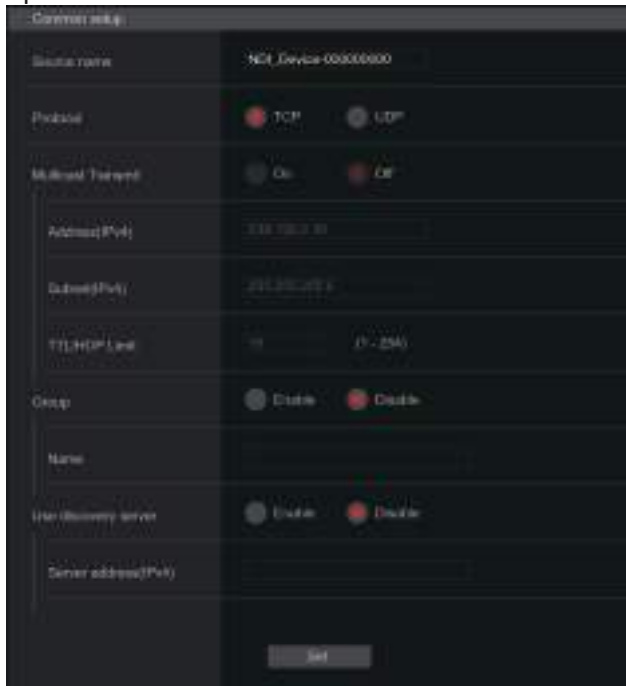 Common setup
Source name NDI_Device-000000000
Protocol TCP UDP
Multicast Transmit On Off
Address(IPv4)
Subnet(IPv4)
TTL/HOP Limit (1 - 254)
Group Enable Disable
Name
Use discovery server Enable Disable
Server address(IPv4)
Set